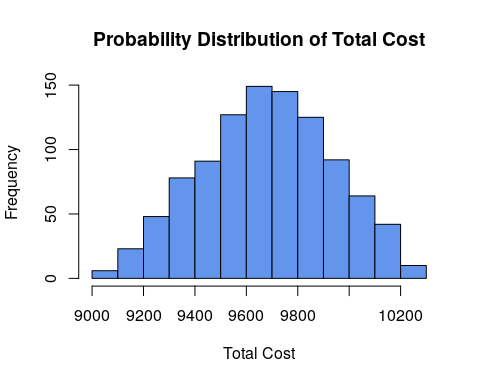 Probability Distribution of Total Cost
Frequency
150
100
50
0
9000 9200 9400 9600 9800 10200
Total Cost